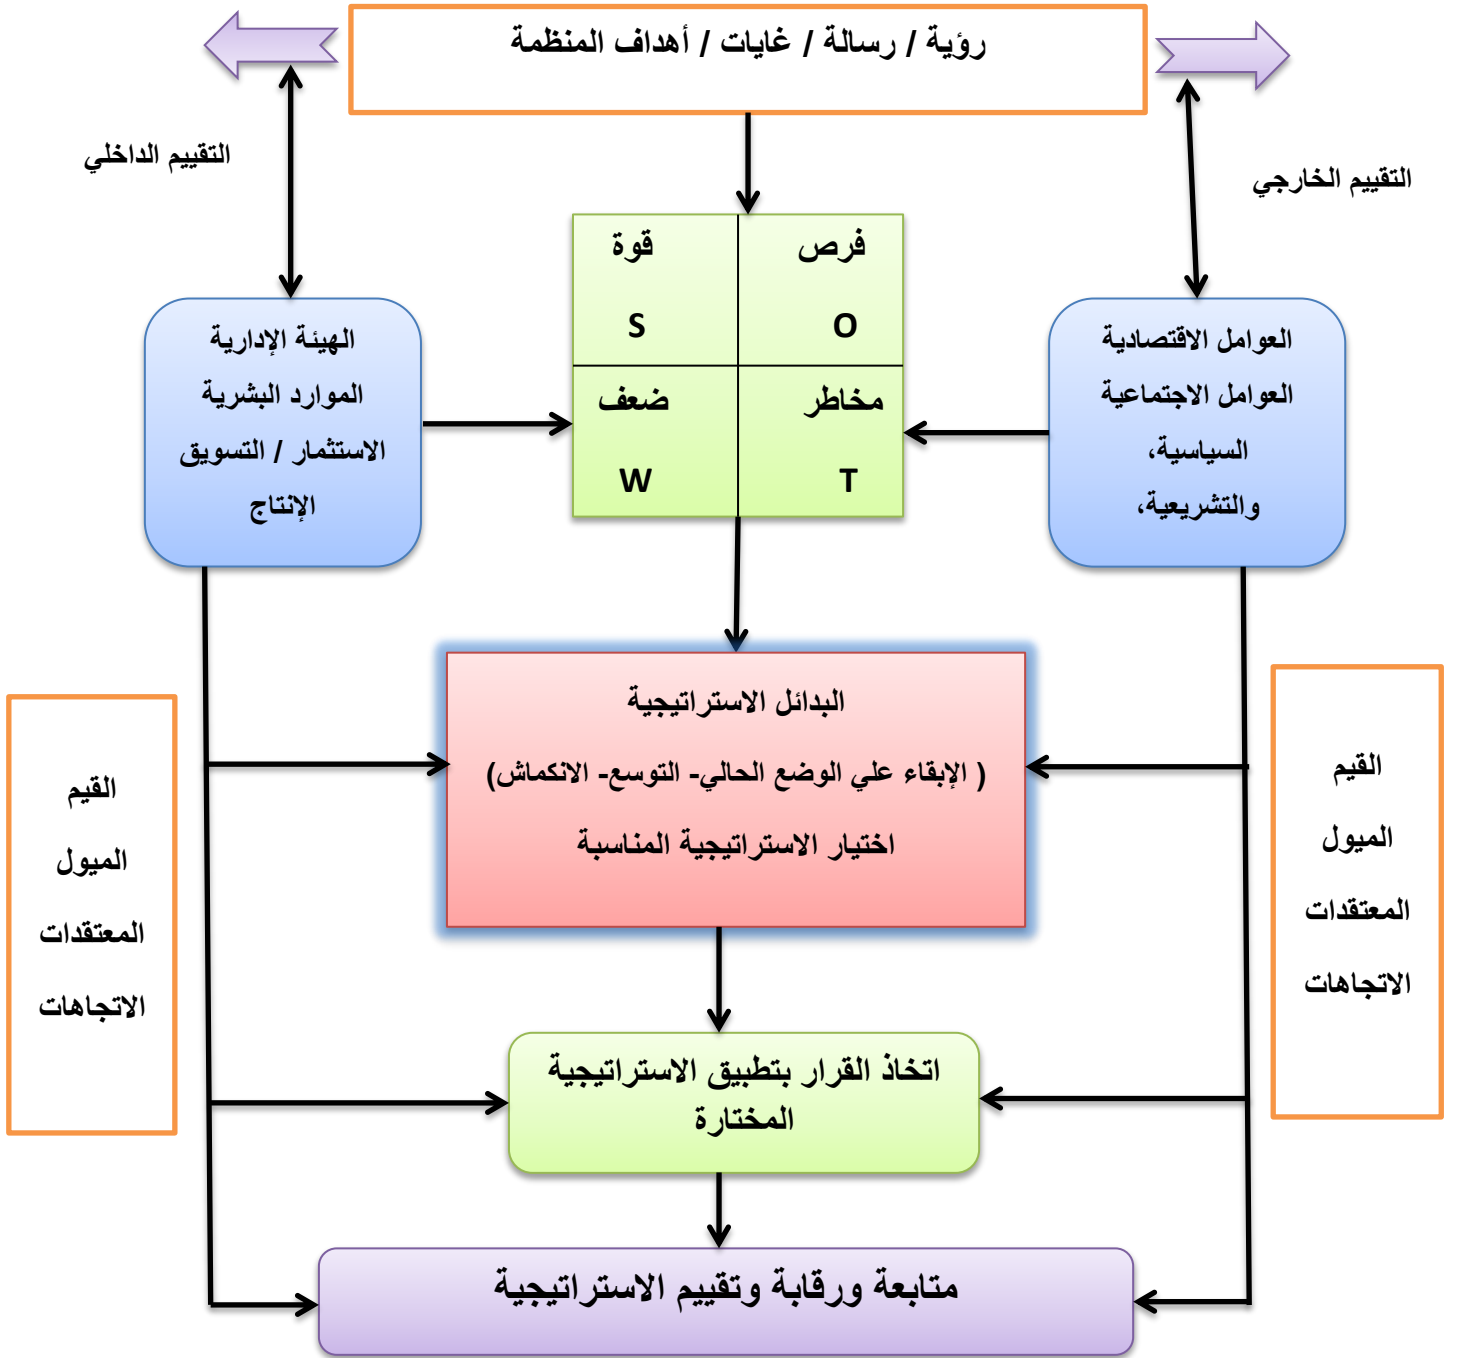 رؤية / رسالة / غايات / أهداف المنظمة
التقييم الخارجي
التقييم الداخلي
العوامل الاقتصادية
العوامل الاجتماعية
السياسية،
والتشريعية،
فرص
O
قوة
S
مخاطر
T
ضعف
W
الهيئة الإدارية
الموارد البشرية
الاستثمار / التسويق
الإنتاج
البدائل الاستراتيجية
( الإبقاء علي الوضع الحالي- التوسع- الانكماش)
اختيار الاستراتيجية المناسبة
القيم
الميول
المعتقدات
الاتجاهات
القيم
الميول
المعتقدات
الاتجاهات
اتخاذ القرار بتطبيق الاستراتيجية
المختارة
متابعة ورقابة وتقييم الاستراتيجية